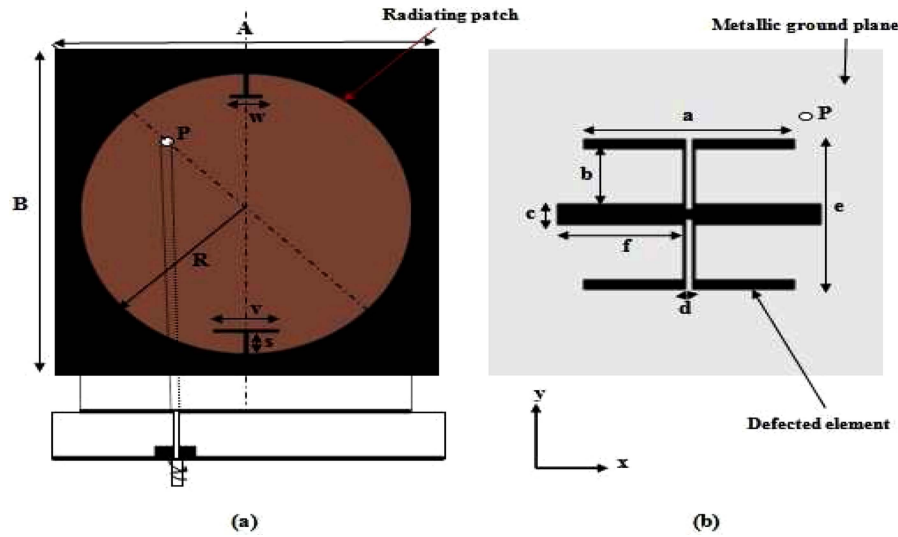 Radiating patch
A
w
P
B
R
v
s
(a)
Metallic ground plane
P
a
b
c
e
f
d
Defected element
y
x
(b)